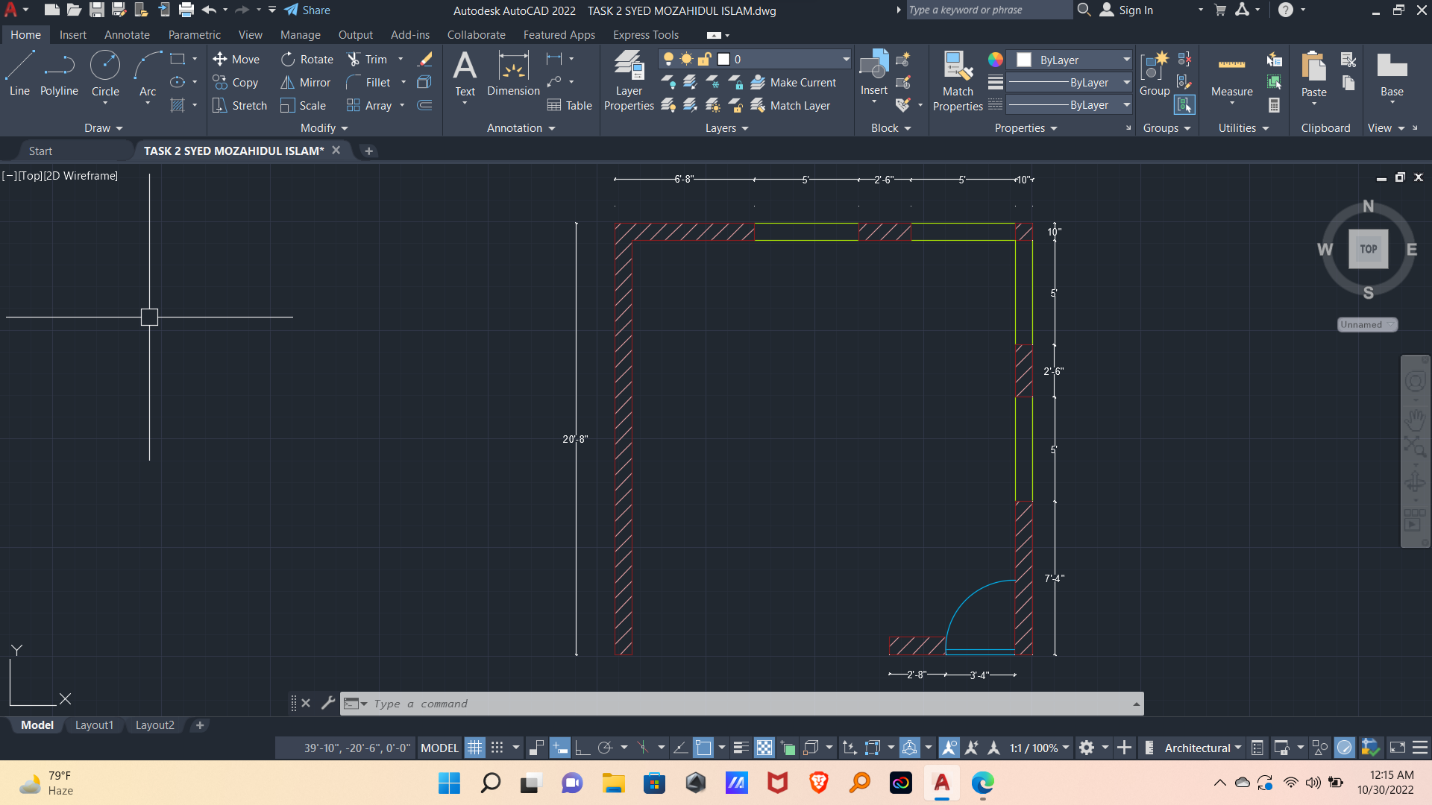 Share
Autodesk AutoCAD 2022 TASK 2 SYED MOZAHIDUL ISLAM.dwg
Type a keyword or phrase
Sign In
Home Insert Annotate Parametric View Manage Output Add-ins Collaborate Featured Apps Express Tools
Line Polyline Circle Arc
Move Rotate Trim
Copy Mirror Fillet
Stretch Scale Array
Text Dimension Table
Layer Properties
0
Make Current
Match Layer
Insert
Match Properties
ByLayer
ByLayer
ByLayer
Group Measure Paste Base
Draw Modify Annotation Layers Block Properties Groups Utilities Clipboard View
Start TASK 2 SYED MOZAHIDUL ISLAM*
[−][Top][2D Wireframe]
6'-8" 5' 2'-6" 5' 10"
10"
5'
2'-6"
20'-8"
5'
7'-4"
2'-8" 3'-4"
N
W TOP E
S
Unnamed
Y
X
Type a command
Model Layout1 Layout2
39'-10", -20'-6", 0'-0" MODEL 1:1 / 100% Architectural
79°F
Haze
12:15 AM
10/30/2022